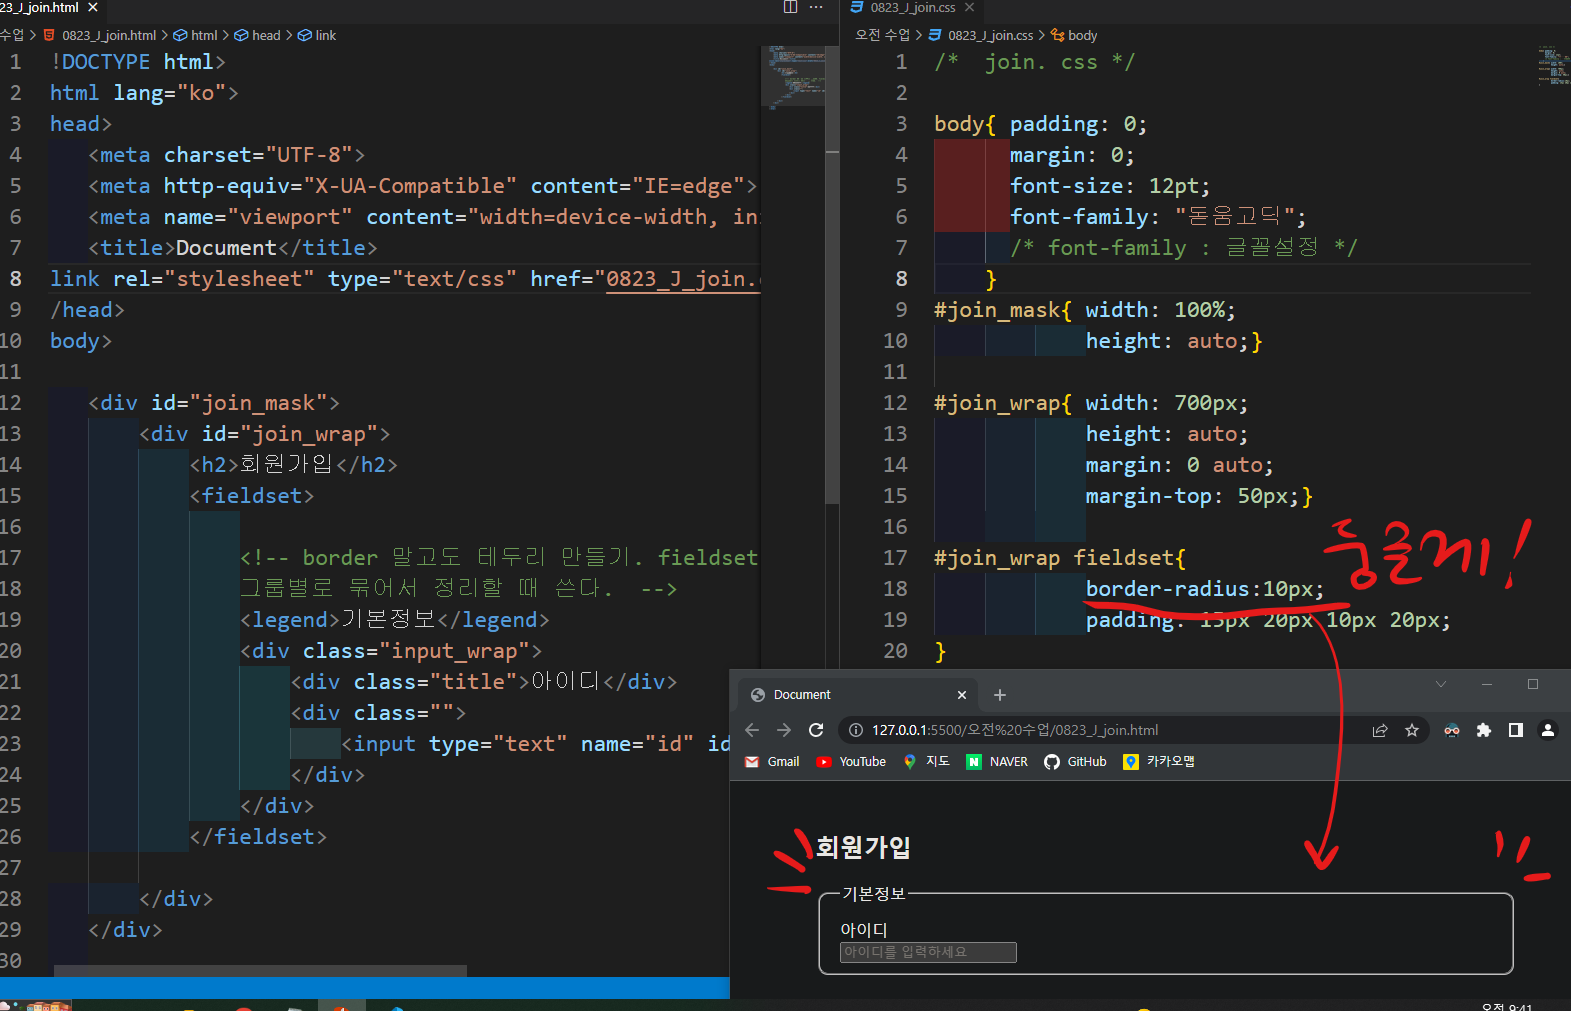 23_J_join.html
수업 > 0823_J_join.html > html > head > link
1 !DOCTYPE html>
2 html lang="ko">
3 head>
4 <meta charset="UTF-8">
5 <meta http-equiv="X-UA-Compatible" content="IE=edge">
6 <meta name="viewport" content="width=device-width, in
7 <title>Document</title>
8 link rel="stylesheet" type="text/css" href="0823_J_join.
9 /head>
10 body>
11
12 <div id="join_mask">
13 <div id="join_wrap">
14 <h2>회원가입</h2>
15 <fieldset>
16
17 <!-- border 말고도 테두리 만들기. fieldset
18 그룹별로 묶어서 정리할 때 쓴다. -->
19 <legend>기본정보</legend>
20 <div class="input_wrap">
21 <div class="title">아이디</div>
22 <div class="">
23 <input type="text" name="id" id
24 </div>
25 </div>
26 </fieldset>
27
28 </div>
29 </div>
30
0823_J_join.css
오전 수업 > 0823_J_join.css > body
1 /* join. css */
2
3 body{ padding: 0;
4 margin: 0;
5 font-size: 12pt;
6 font-family: "돋움고딕";
7 /* font-family : 글꼴설정 */
8 }
9 #join_mask{ width: 100%;
10 height: auto;}
11
12 #join_wrap{ width: 700px;
13 height: auto;
14 margin: 0 auto;
15 margin-top: 50px;}
16
17 #join_wrap fieldset{
18 border-radius:10px;
19 padding: 15px 20px 10px 20px;
20 }
둥글게!
Document
127.0.0.1:5500/오전%20수업/0823_J_join.html
Gmail YouTube 지도 NAVER GitHub 카카오맵
회원가입
기본정보
아이디
아이디를 입력하세요
오전 9:41